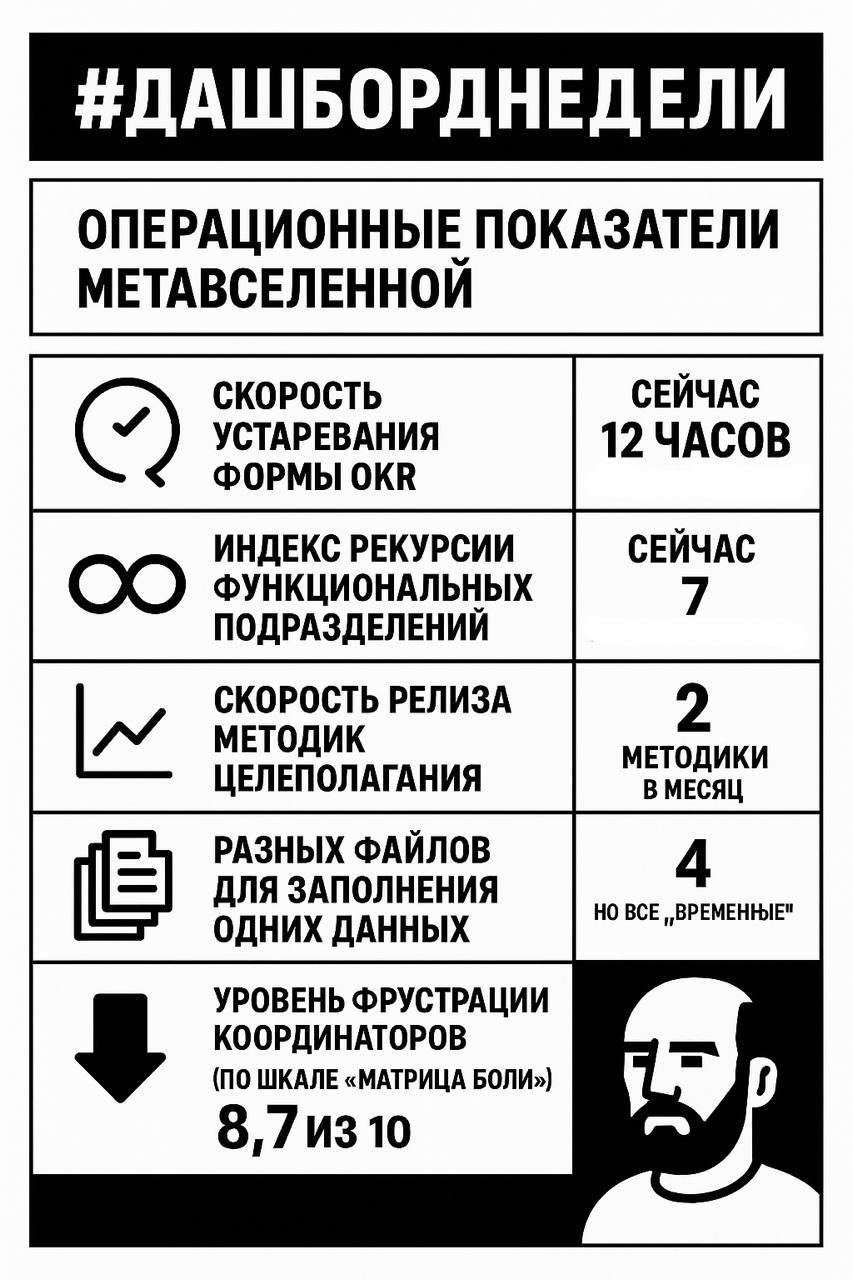 #ДАШБОРДНЕДЕЛИ
ОПЕРАЦИОННЫЕ ПОКАЗАТЕЛИ
МЕТАВСЕЛЕННОЙ
СКОРОСТЬ
УСТАРЕВАНИЯ
ФОРМЫ OKR
СЕЙЧАС
12 ЧАСОВ
ИНДЕКС РЕКУРСИИ
ФУНКЦИОНАЛЬНЫХ
ПОДРАЗДЕЛЕНИЙ
СЕЙЧАС
7
СКОРОСТЬ РЕЛИЗА
МЕТОДИК
ЦЕЛЕПОЛАГАНИЯ
2
МЕТОДИКИ
В МЕСЯЦ
РАЗНЫХ ФАЙЛОВ
ДЛЯ ЗАПОЛНЕНИЯ
ОДНИХ ДАННЫХ
4
НО ВСЕ „ВРЕМЕННЫЕ"
УРОВЕНЬ ФРУСТРАЦИИ
КООРДИНАТОРОВ
(ПО ШКАЛЕ «МАТРИЦА БОЛИ»)
8,7 ИЗ 10